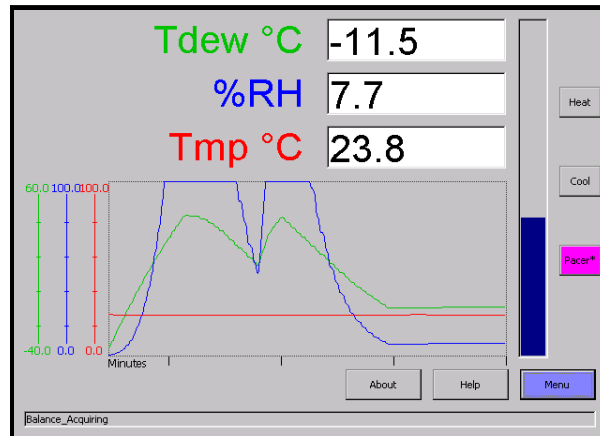 Tdew °C -11.5
%RH 7.7
Tmp °C 23.8
Heat
Cool
Pacer*
60.0 100.0 100.0
-40.0 0.0 0.0
Minutes
About Help Menu
Balance_Acquiring